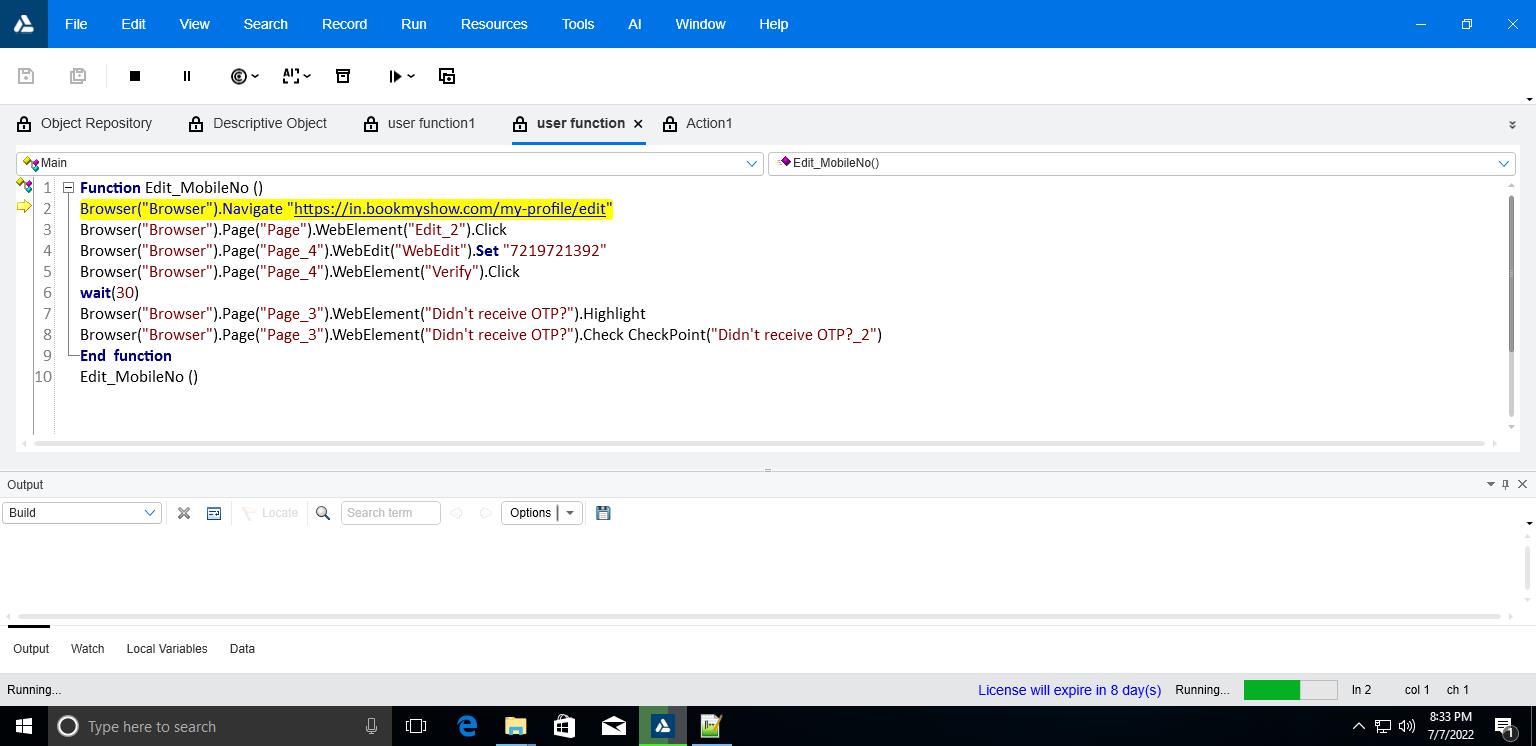 File Edit View Search Record Run Resources Tools AI Window Help
Object Repository Descriptive Object user function1 user function Action1
Main Edit_MobileNo()
1 Function Edit_MobileNo ()
2 Browser("Browser").Navigate "https://in.bookmyshow.com/my-profile/edit"
3 Browser("Browser").Page("Page").WebElement("Edit_2").Click
4 Browser("Browser").Page("Page_4").WebEdit("WebEdit").Set "7219721392"
5 Browser("Browser").Page("Page_4").WebElement("Verify").Click
6 wait(30)
7 Browser("Browser").Page("Page_3").WebElement("Didn't receive OTP?").Highlight
8 Browser("Browser").Page("Page_3").WebElement("Didn't receive OTP?").Check CheckPoint("Didn't receive OTP?_2")
9 End function
10 Edit_MobileNo ()
Output
Build Locate Search term Options
Output Watch Local Variables Data
Running... License will expire in 8 day(s) Running... ln 2 col 1 ch 1
Type here to search 8:33 PM
7/7/2022 1